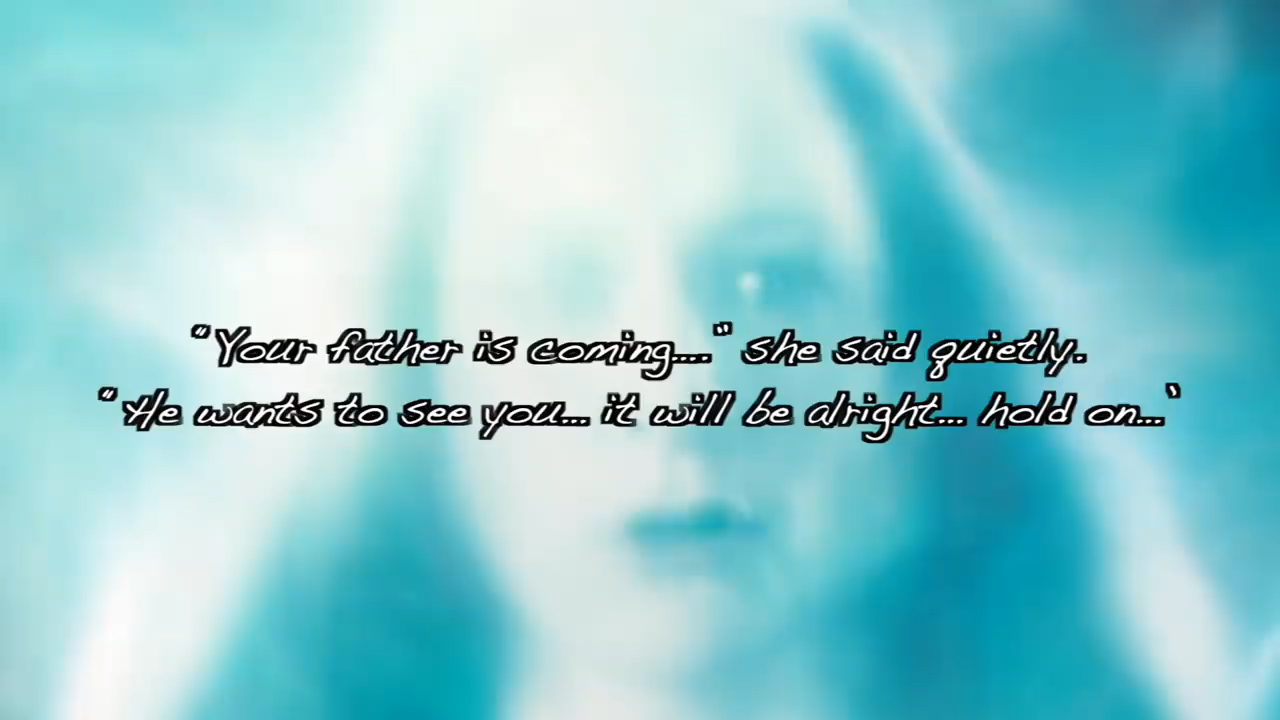 "Your father is coming...." she said quietly.
"He wants to see you... it will be alright... hold on...'